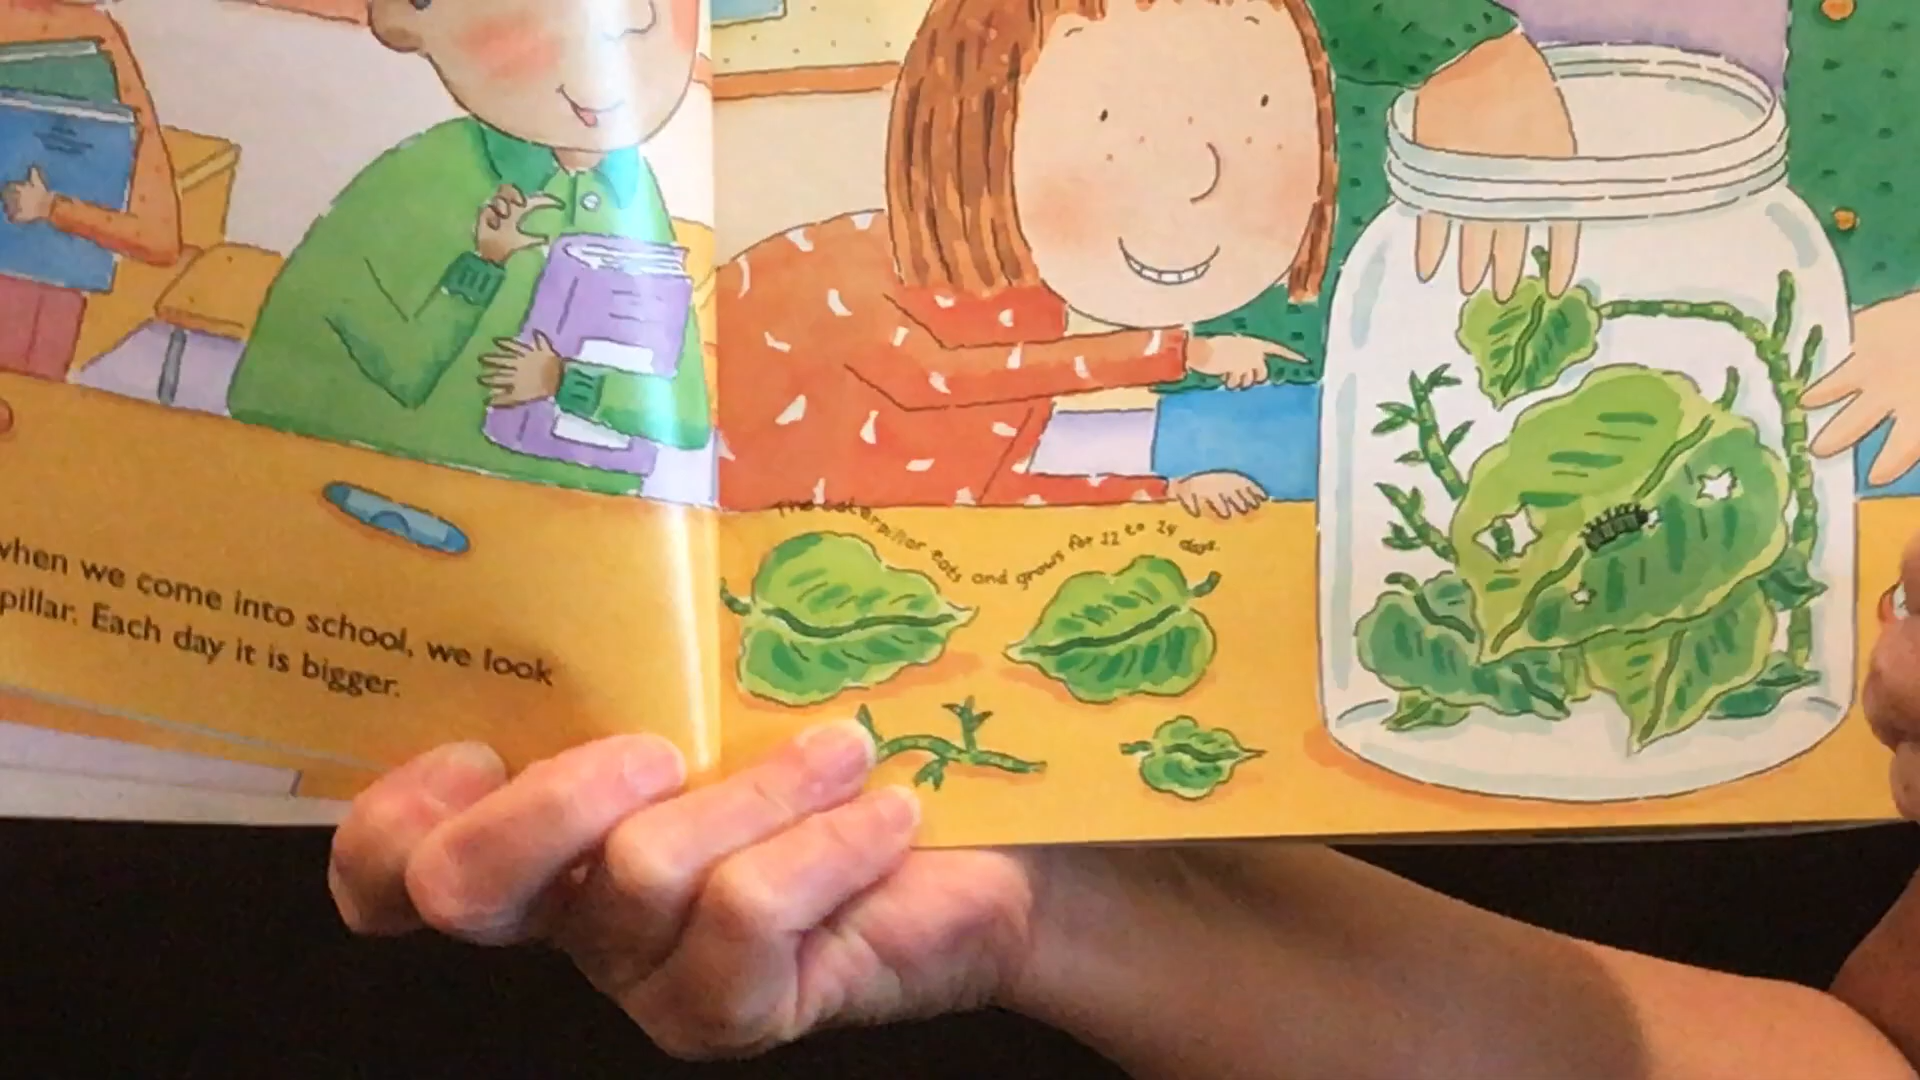 when we come into school, we look
pillar. Each day it is bigger.
The caterpillar eats and grows for 12 to 14 days.